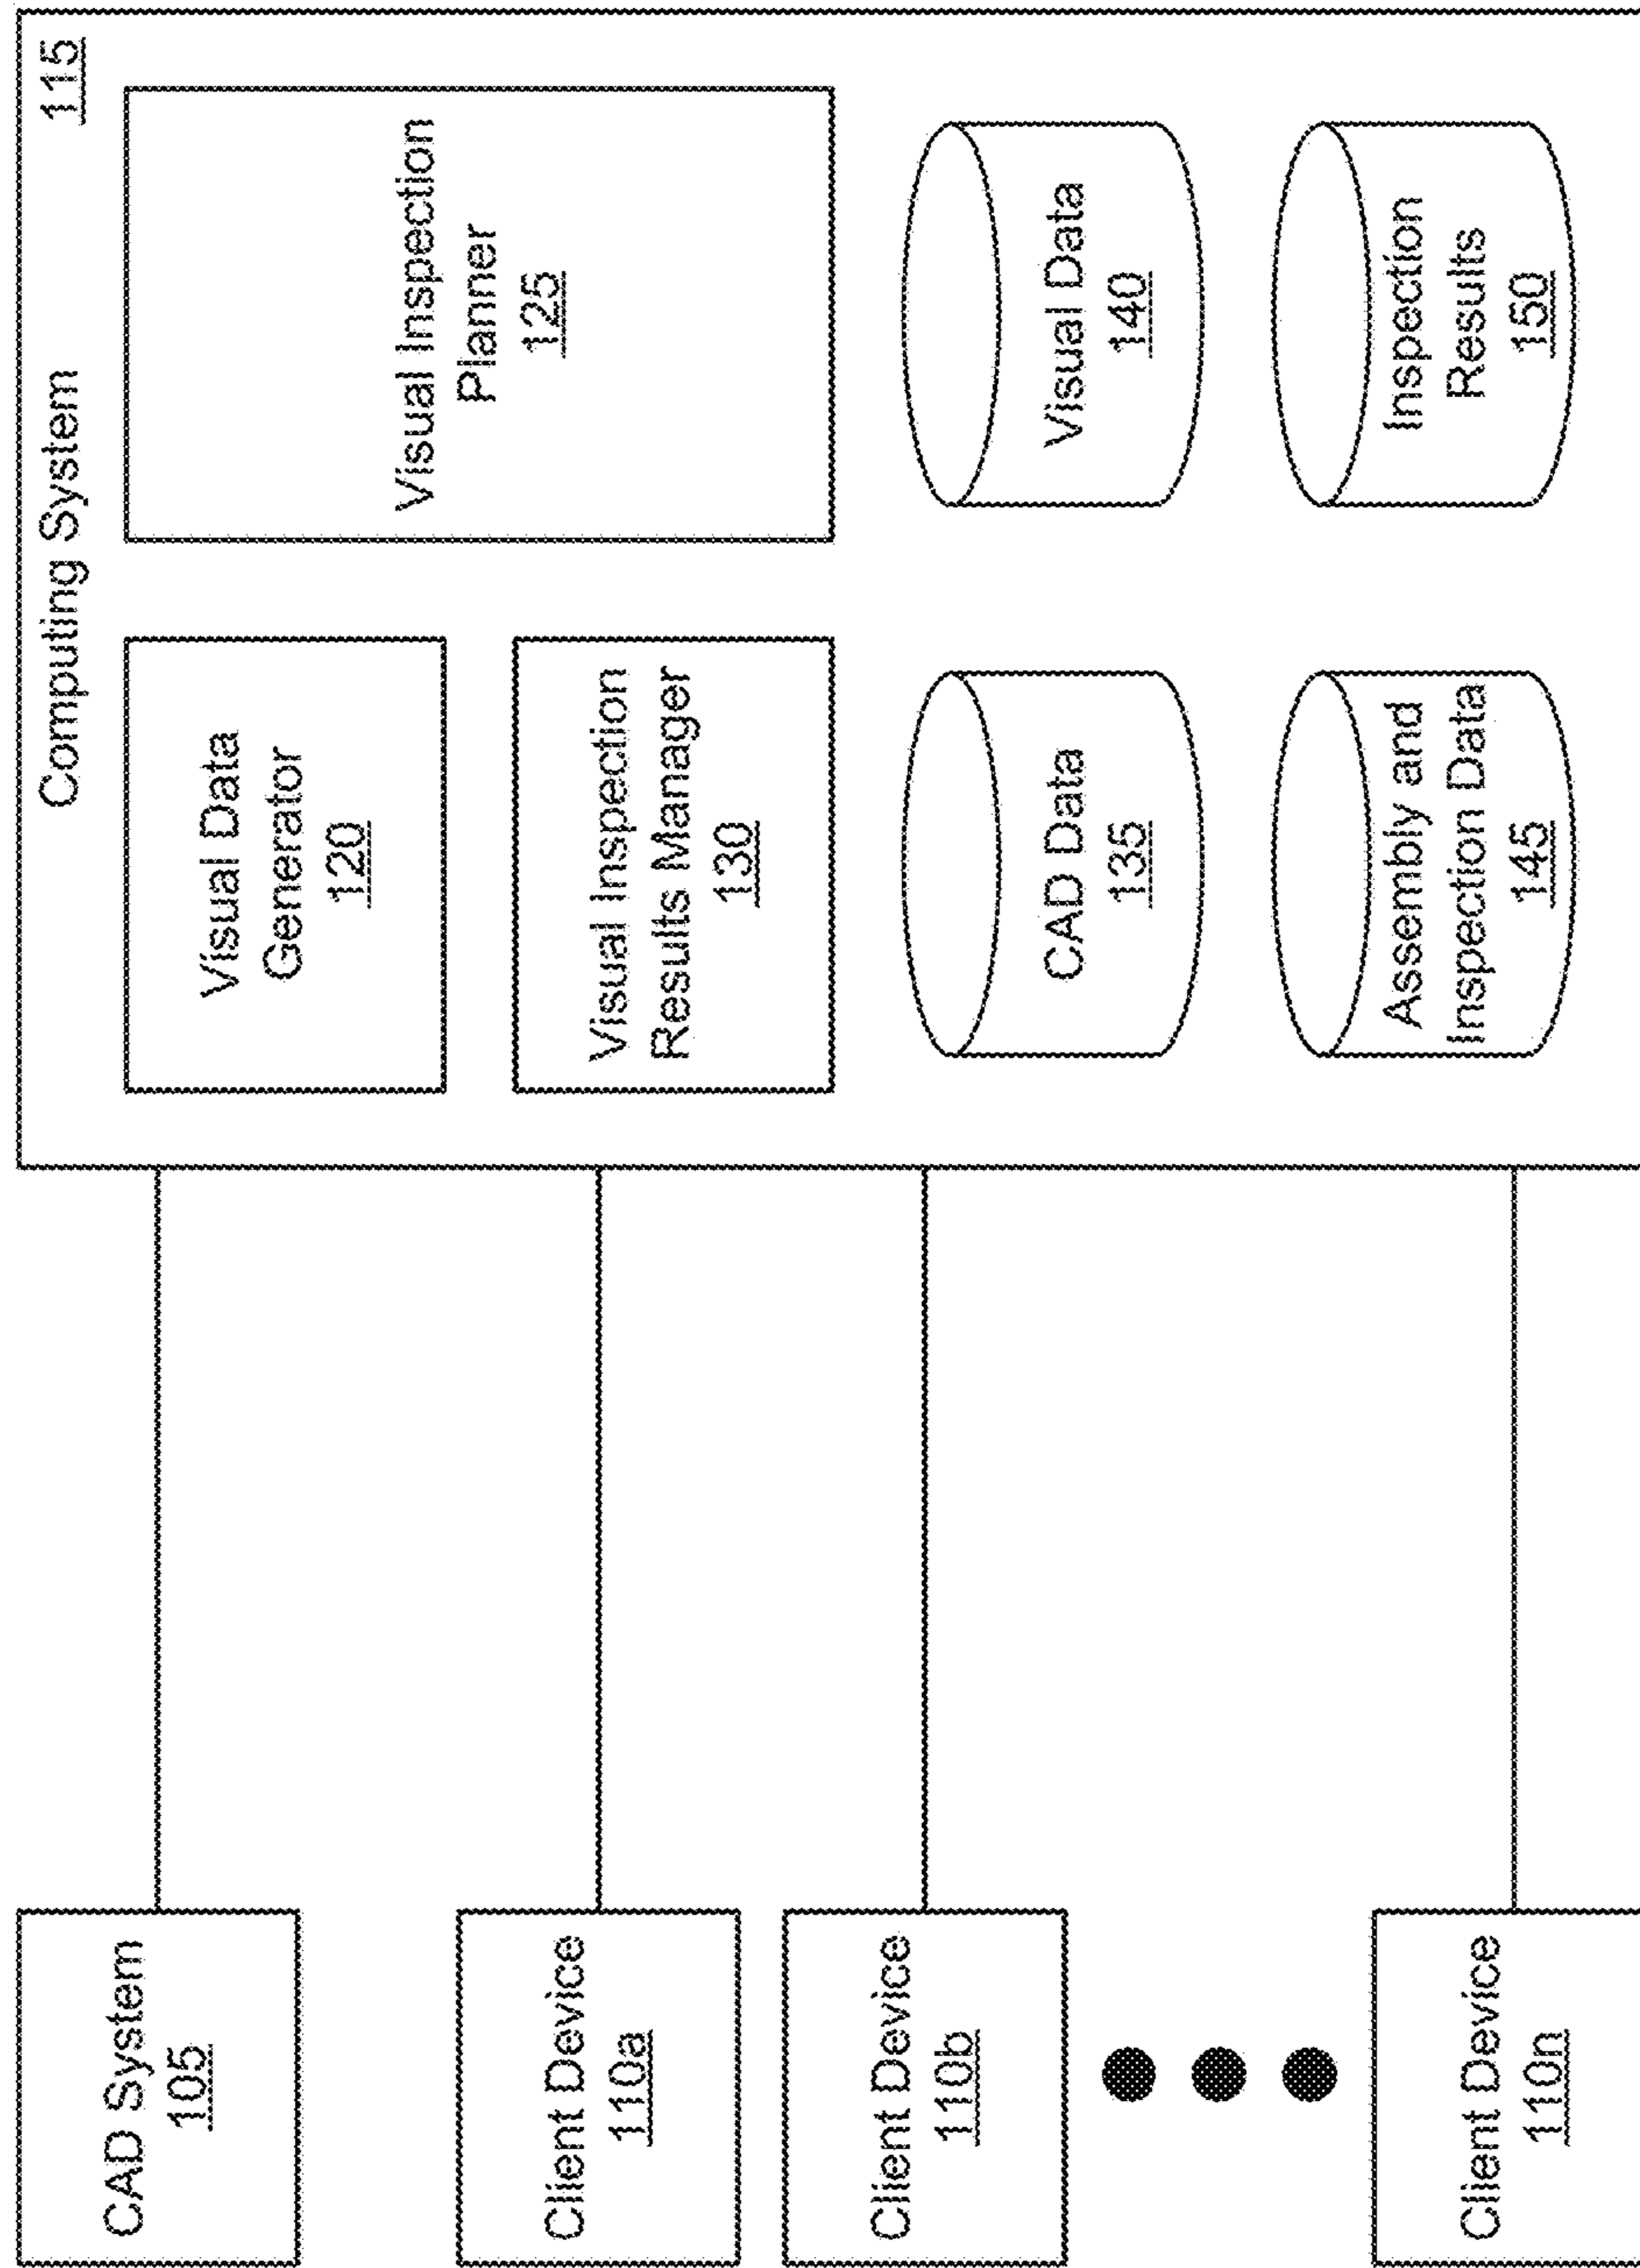 CAD System
105
Client Device
110a
Client Device
110b
Client Device
110n
Computing System
115
Visual Data
Generator
120
Visual Inspection
Planner
125
Visual Inspection
Results Manager
130
CAD Data
135
Visual Data
140
Assembly and
Inspection Data
145
Inspection
Results
150